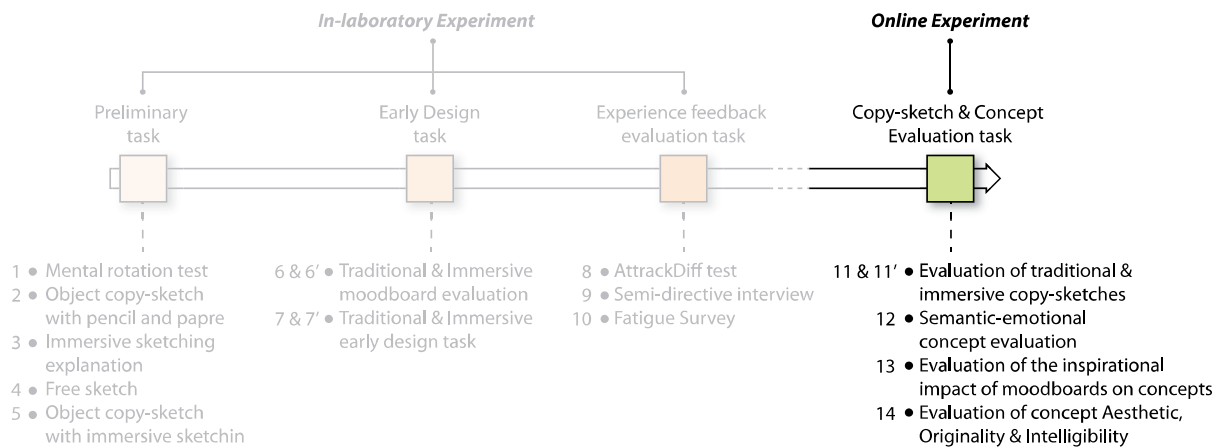 In-laboratory Experiment
Online Experiment
Preliminary
task
Early Design
task
Experience feedback
evaluation task
Copy-sketch & Concept
Evaluation task
1 • Mental rotation test
2 • Object copy-sketch
with pencil and papre
3 • Immersive sketching
explanation
4 • Free sketch
5 • Object copy-sketch
with immersive sketchin
6 & 6′ • Traditional & Immersive
moodboard evaluation
7 & 7′ • Traditional & Immersive
early design task
8 • AttrackDiff test
9 • Semi-directive interview
10 • Fatigue Survey
11 & 11′ • Evaluation of traditional &
immersive copy-sketches
12 • Semantic-emotional
concept evaluation
13 • Evaluation of the inspirational
impact of moodboards on concepts
14 • Evaluation of concept Aesthetic,
Originality & Intelligibility